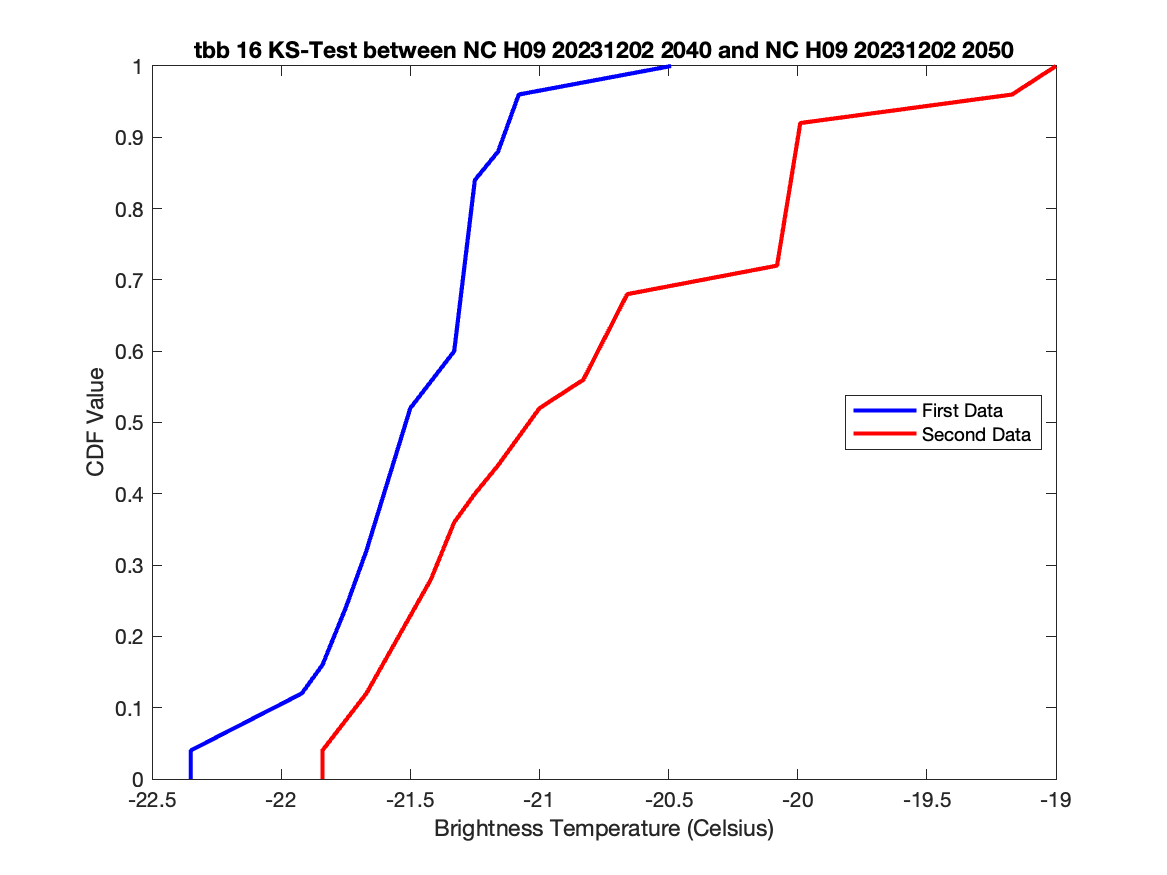 tbb 16 KS-Test between NC H09 20231202 2040 and NC H09 20231202 2050
1
0.9
0.8
0.7
0.6
0.5
0.4
0.3
0.2
0.1
0
CDF Value
First Data
Second Data
-22.5 -22 -21.5 -21 -20.5 -20 -19.5 -19
Brightness Temperature (Celsius)